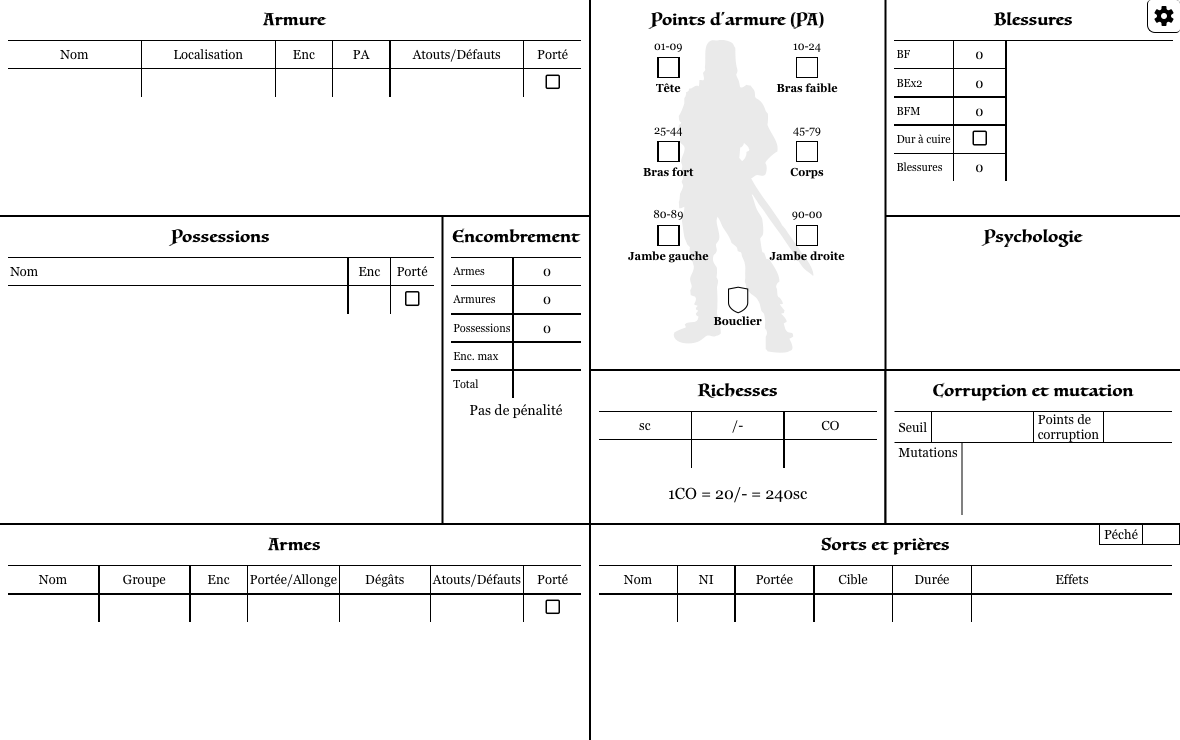 Armure
Nom Localisation Enc PA Atouts/Défauts Porté
Points d'armure (PA)
01-09 10-24
Tête Bras faible
25-44 45-79
Bras fort Corps
80-89 90-00
Jambe gauche Jambe droite
Bouclier
Blessures
BF 0
BEx2 0
BFM 0
Dur à cuire
Blessures 0
Possessions
Nom Enc Porté
Encombrement
Armes 0
Armures 0
Possessions 0
Enc. max
Total
Pas de pénalité
Psychologie
Richesses
sc /- CO
1CO = 20/- = 240sc
Corruption et mutation
Seuil Points de
corruption
Mutations
Armes
Nom Groupe Enc Portée/Allonge Dégâts Atouts/Défauts Porté
Sorts et prières
Péché
Nom NI Portée Cible Durée Effets